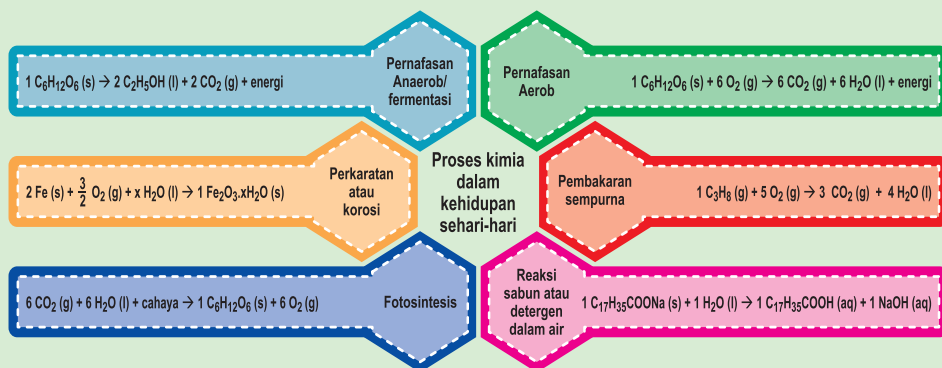 1 C₆H₁₂O₆ (s) → 2 C₂H₅OH (l) + 2 CO₂ (g) + energi
Pernafasan
Anaerob/
fermentasi
Pernafasan
Aerob
1 C₆H₁₂O₆ (s) + 6 O₂ (g) → 6 CO₂ (g) + 6 H₂O (l) + energi
2 Fe (s) + 3/2 O₂ (g) + x H₂O (l) → 1 Fe₂O₃.xH₂O (s)
Perkaratan
atau
korosi
Proses kimia
dalam
kehidupan
sehari-hari
Pembakaran
sempurna
1 C₃H₈ (g) + 5 O₂ (g) → 3 CO₂ (g) + 4 H₂O (l)
6 CO₂ (g) + 6 H₂O (l) + cahaya → 1 C₆H₁₂O₆ (s) + 6 O₂ (g)
Fotosintesis
Reaksi
sabun atau
detergen
dalam air
1 C₁₇H₃₅COONa (s) + 1 H₂O (l) → 1 C₁₇H₃₅COOH (aq) + 1 NaOH (aq)